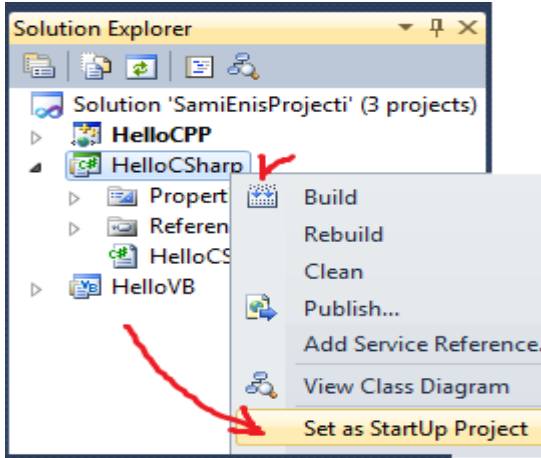 Solution Explorer
Solution 'SamiEnisProjecti' (3 projects)
HelloCPP
HelloCSharp
Propert
Referen
HelloCS
HelloVB
Build
Rebuild
Clean
Publish...
Add Service Reference.
View Class Diagram
Set as StartUp Project